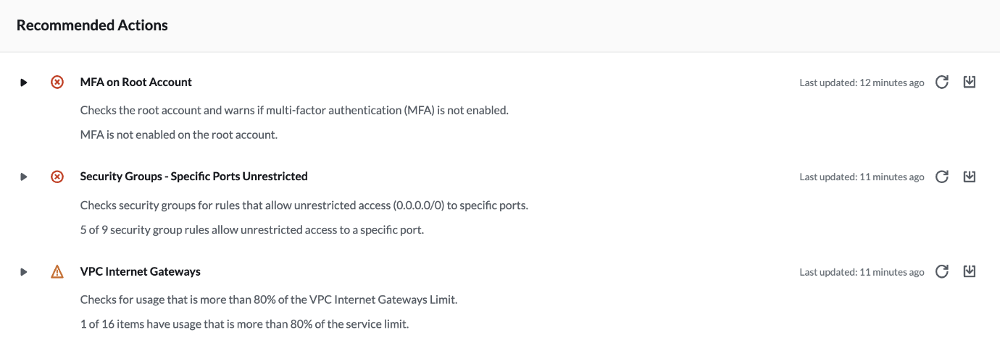 Recommended Actions
MFA on Root Account
Last updated: 12 minutes ago
Checks the root account and warns if multi-factor authentication (MFA) is not enabled.
MFA is not enabled on the root account.
Security Groups - Specific Ports Unrestricted
Last updated: 11 minutes ago
Checks security groups for rules that allow unrestricted access (0.0.0.0/0) to specific ports.
5 of 9 security group rules allow unrestricted access to a specific port.
VPC Internet Gateways
Last updated: 11 minutes ago
Checks for usage that is more than 80% of the VPC Internet Gateways Limit.
1 of 16 items have usage that is more than 80% of the service limit.